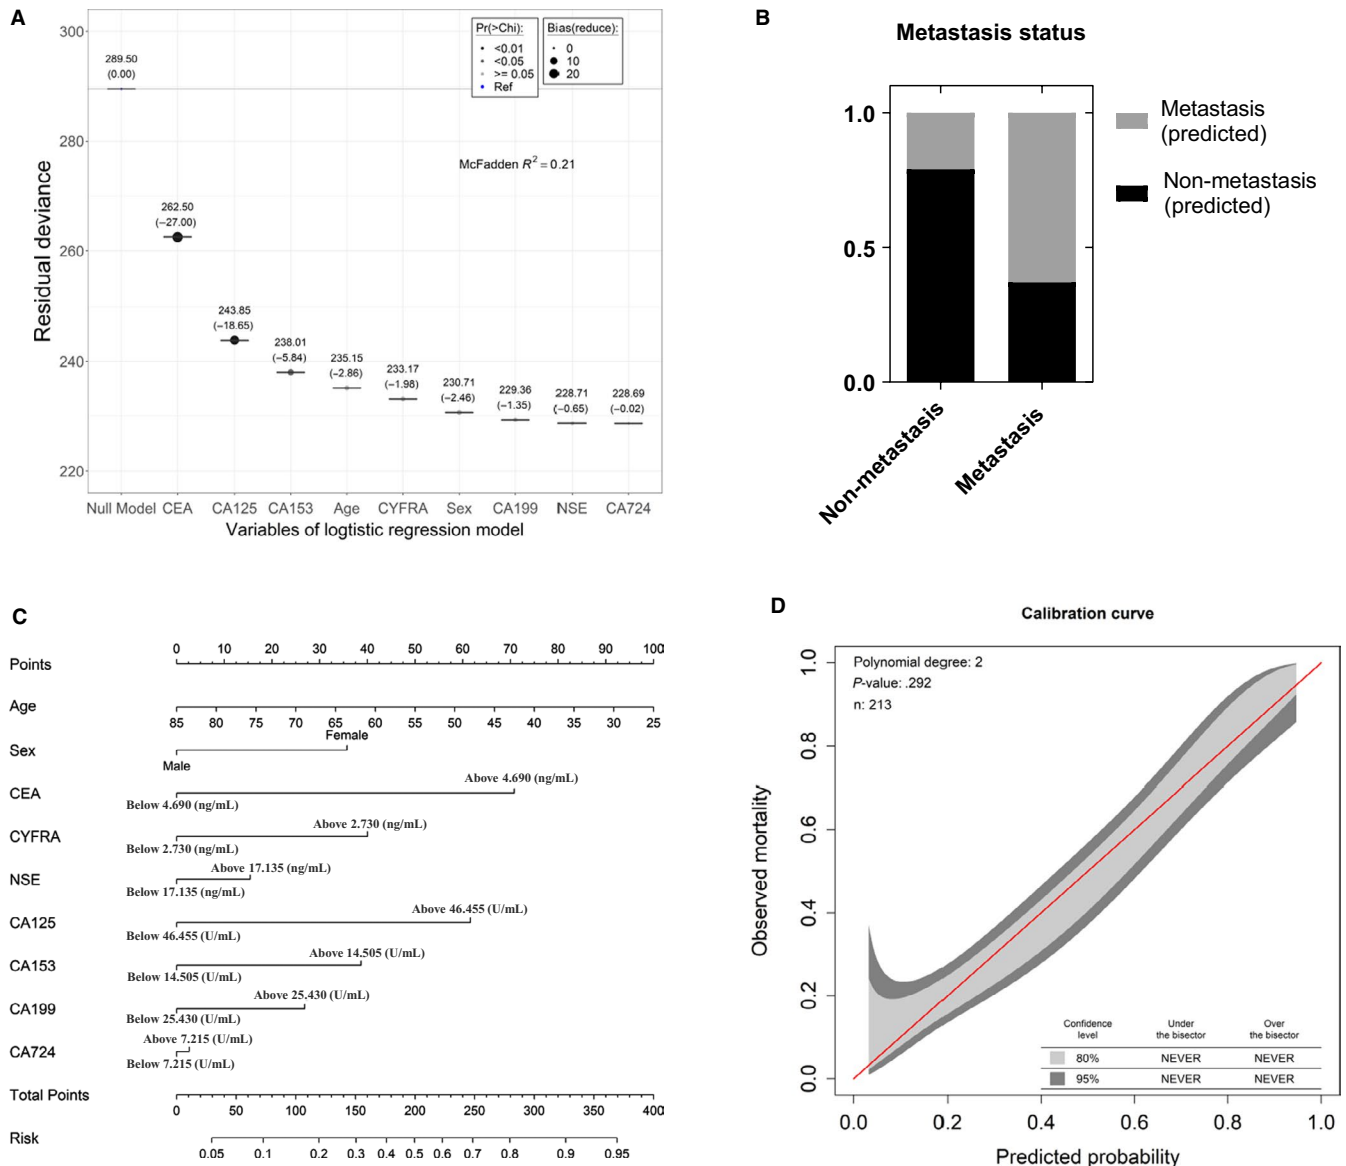 A
300
280
260
240
220
Residual deviance
289.50
(0.00)
262.50
(−27.00)
243.85
(−18.65)
238.01
(−5.84)
235.15
(−2.86)
233.17
(−1.98)
230.71
(−2.46)
229.36
(−1.35)
228.71
(−0.65)
228.69
(−0.02)
Pr(>Chi):
<0.01
<0.05
>= 0.05
Ref
Bias(reduce):
0
10
20
McFadden R² = 0.21
Null Model CEA CA125 CA153 Age CYFRA Sex CA199 NSE CA724
Variables of logtistic regression model
B
Metastasis status
1.0
0.5
0.0
Non-metastasis
Metastasis
Metastasis
(predicted)
Non-metastasis
(predicted)
C
Points
0 10 20 30 40 50 60 70 80 90 100
Age
85 80 75 70 65 60 55 50 45 40 35 30 25
Sex
Female
Male
CEA
Above 4.690 (ng/mL)
Below 4.690 (ng/mL)
CYFRA
Above 2.730 (ng/mL)
Below 2.730 (ng/mL)
NSE
Above 17.135 (ng/mL)
Below 17.135 (ng/mL)
CA125
Above 46.455 (U/mL)
Below 46.455 (U/mL)
CA153
Above 14.505 (U/mL)
Below 14.505 (U/mL)
CA199
Above 25.430 (U/mL)
Below 25.430 (U/mL)
CA724
Above 7.215 (U/mL)
Below 7.215 (U/mL)
Total Points
0 50 100 150 200 250 300 350 400
Risk
0.05 0.1 0.2 0.3 0.4 0.5 0.6 0.7 0.8 0.9 0.95
D
Calibration curve
Polynomial degree: 2
P-value: .292
n: 213
Observed mortality
1.0
0.8
0.6
0.4
0.2
0.0
Confidence level Under the bisector Over the bisector
80% NEVER NEVER
95% NEVER NEVER
0.0 0.2 0.4 0.6 0.8 1.0
Predicted probability